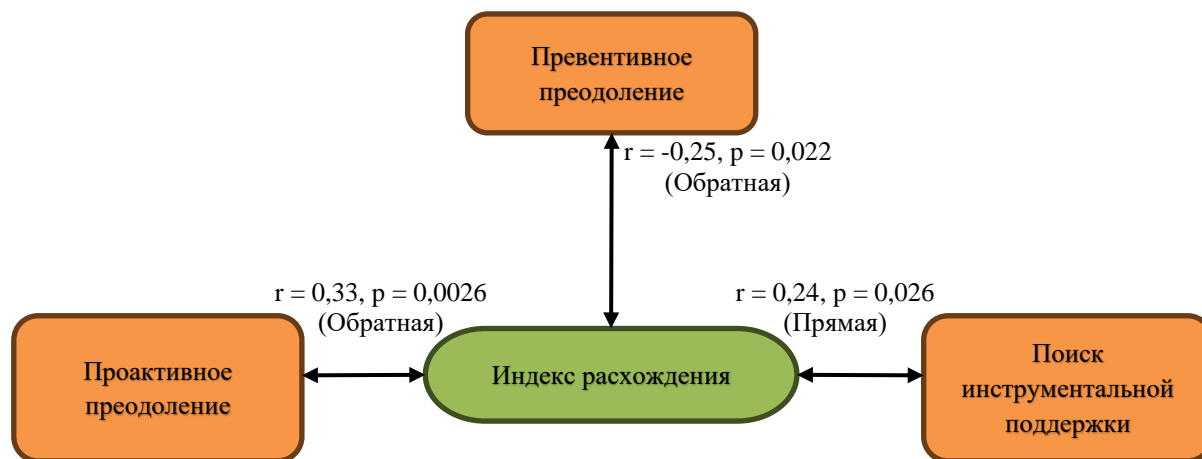 Превентивное
преодоление
r = -0,25, p = 0,022
(Обратная)
r = 0,33, p = 0,0026
(Обратная)
r = 0,24, p = 0,026
(Прямая)
Проактивное
преодоление
Индекс расхождения
Поиск
инструментальной
поддержки